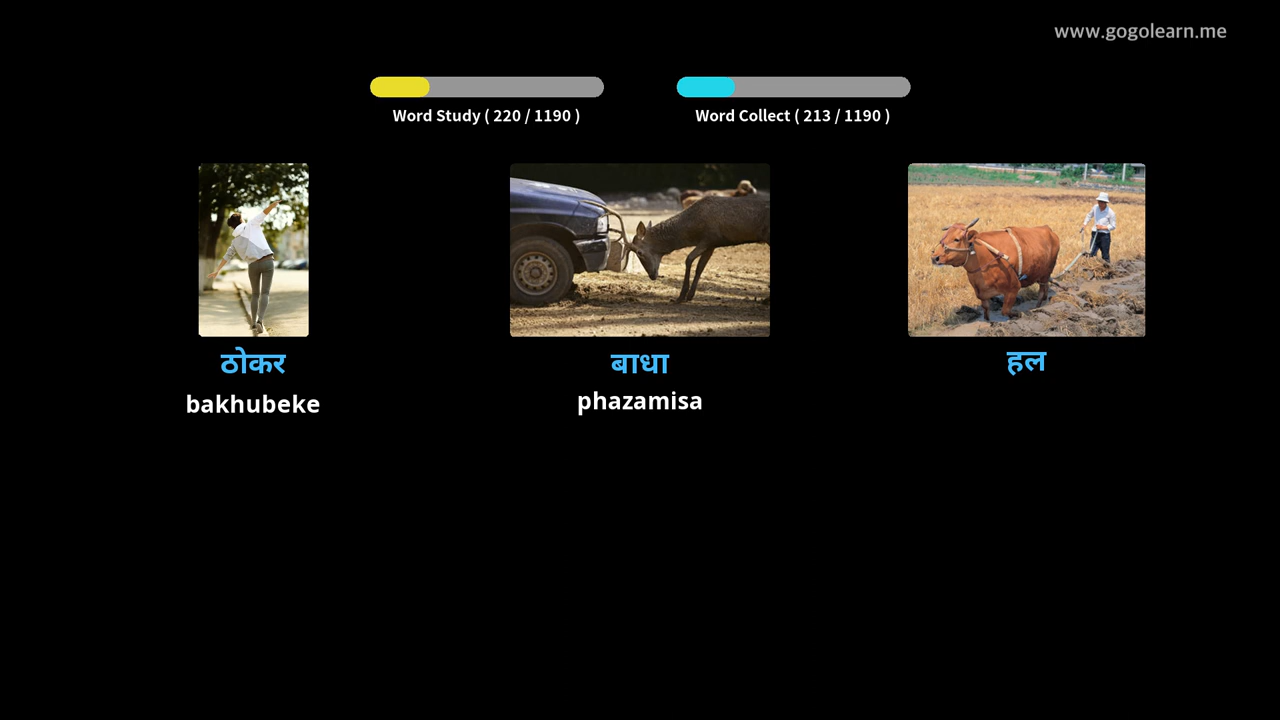 www.gogolearn.me
Word Study ( 220 / 1190 )
Word Collect ( 213 / 1190 )
ठोकर
बाधा
हल
bakhubeke
phazamisa